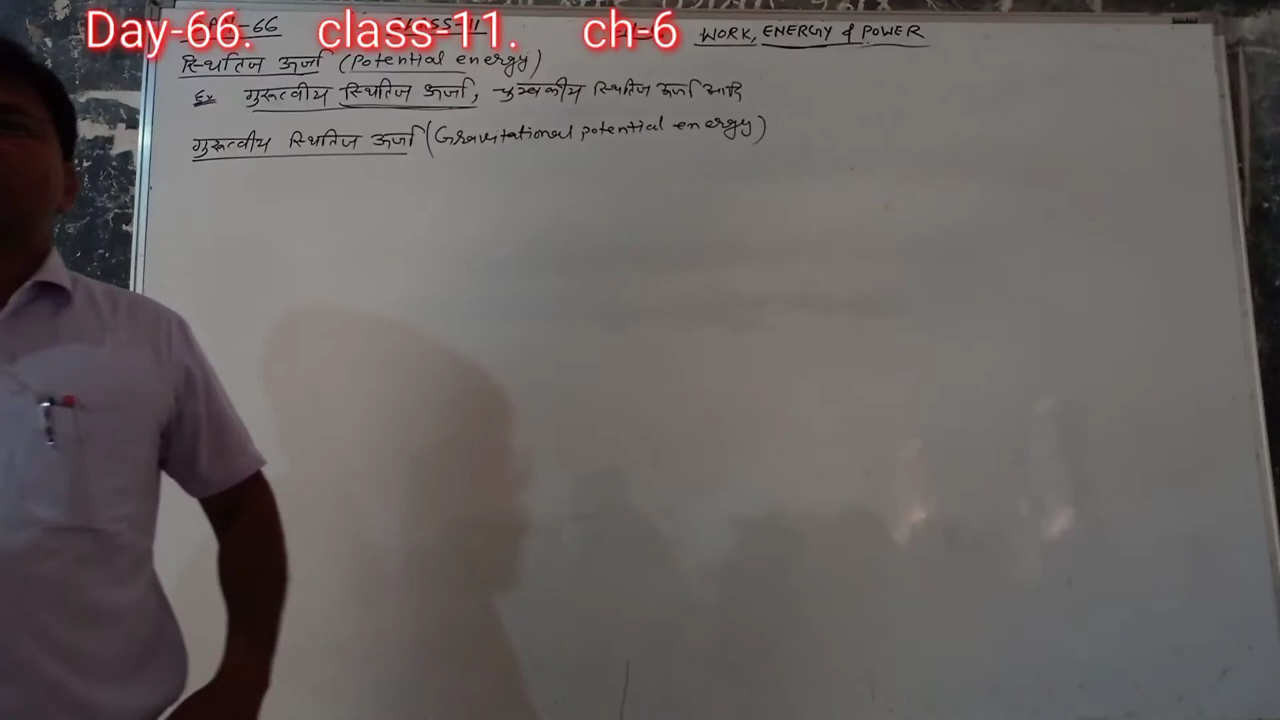 Day-66. class-11. ch-6 WORK, ENERGY & POWER
स्थितिज ऊर्जा (Potential energy)
Ex गुरूत्वीय स्थितिज ऊर्जा, चुम्बकीय स्थितिज ऊर्जा आदि
गुरूत्वीय स्थितिज ऊर्जा (Gravitational potential energy)